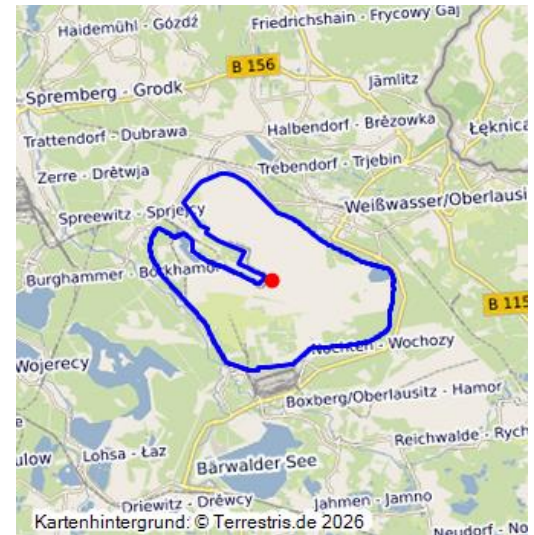 Haidemühl - Gózdź
Friedrichshain - Frycowy Gaj
B 156
Jämlitz
Spremberg - Grodk
Halbendorf - Brězowka
Łęknica
Trattendorf - Dubrawa
Trebendorf - Trjebin
Zerre - Drětwja
Weißwasser/Oberlausi
Spreewitz - Sprjejcy
Burghammer - Bórkhamor
B 115
Nochten - Wochozy
Wojerecy
Boxberg/Oberlausitz - Hamor
Reichwalde - Rych
ulow
Lohsa - Łaz
Bärwalder See
Driewitz - Drěwcy
Jahmen - Jamno
Kartenhintergrund: © Terrestris.de 2026
Neudorf - No